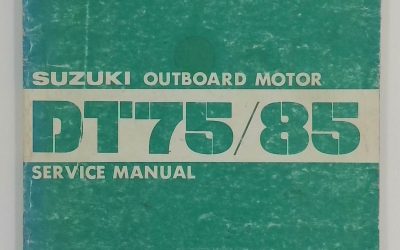 SUZUKI OUTBOARD MOTOR
DT75/85
SERVICE MANUAL